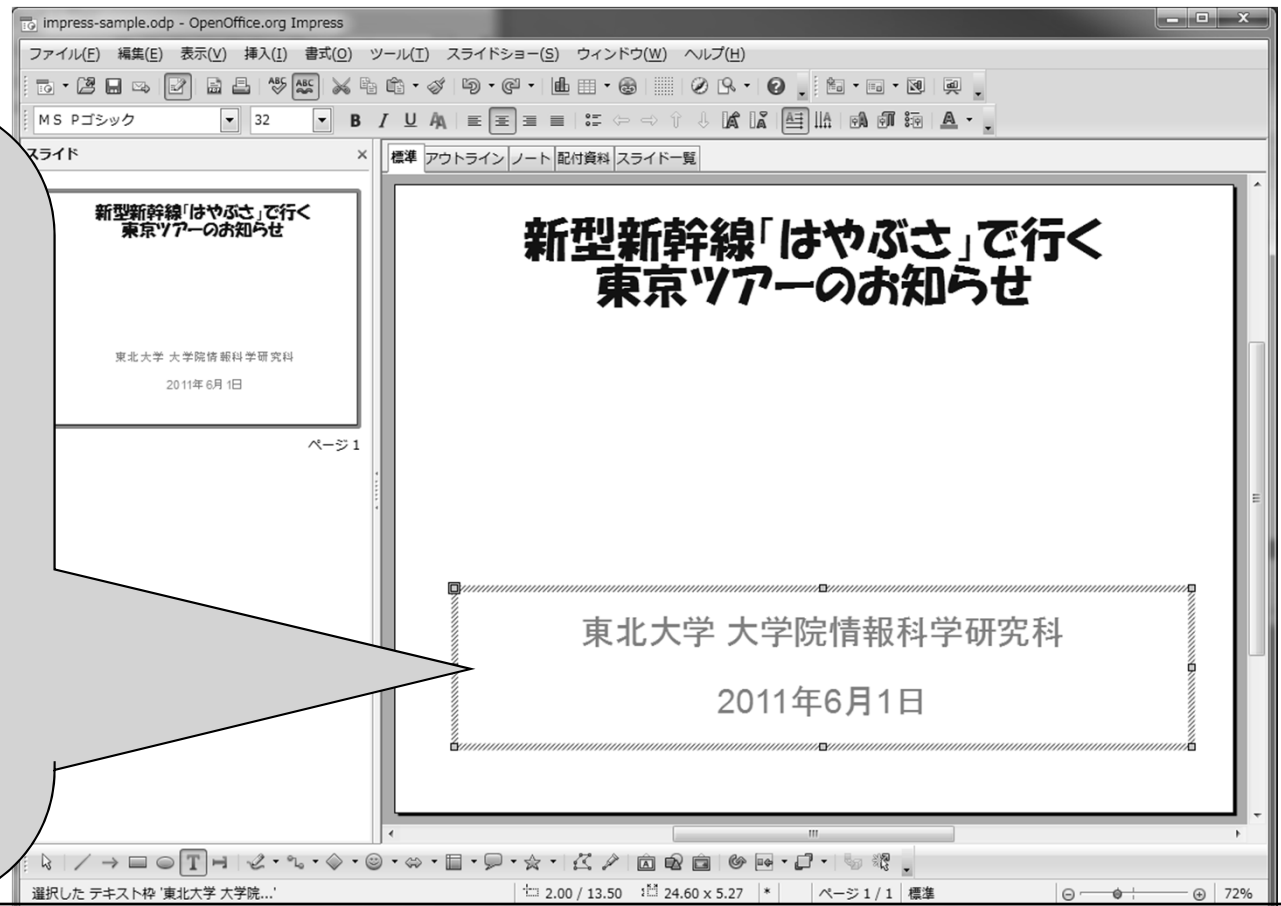 impress-sample.odp - OpenOffice.org Impress
ファイル(F) 編集(E) 表示(V) 挿入(I) 書式(O) ツール(T) スライドショー(S) ウィンドウ(W) ヘルプ(H)
MS Pゴシック 32
スライド
標準 アウトライン ノート 配付資料 スライド一覧
新型新幹線「はやぶさ」で行く
東京ツアーのお知らせ
東北大学 大学院情報科学研究科
2011年6月1日
ページ 1
新型新幹線「はやぶさ」で行く
東京ツアーのお知らせ
東北大学 大学院情報科学研究科
2011年6月1日
選択した テキスト枠 '東北大学 大学院...' 2.00 / 13.50 24.60 x 5.27 * ページ 1 / 1 標準 72%